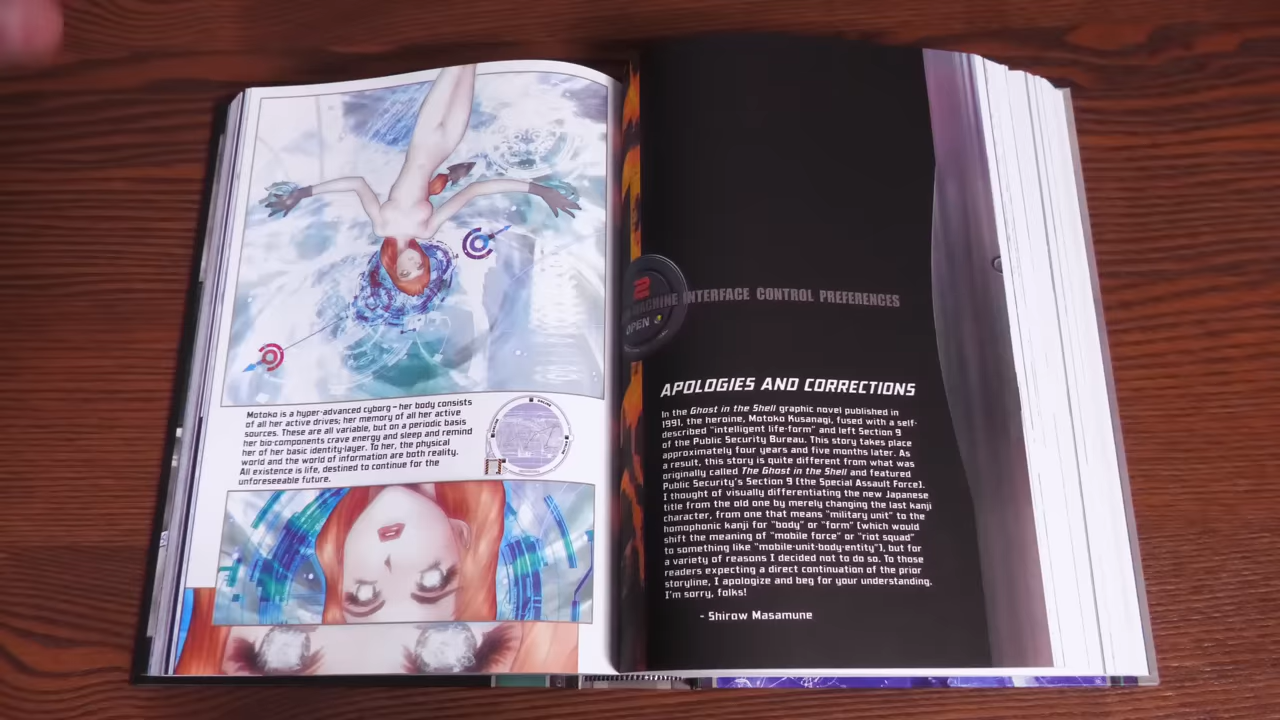 Motoko is a hyper-advanced cyborg – her body consists
of all her active drives; her memory of all her active
sources. These are all variable, but on a periodic basis
her bio-components crave energy and sleep and remind
her of her basic identity-layer. To her, the physical
world and the world of information are both reality.
All existence is life, destined to continue for the
unforeseeable future.
ONLINE
2
MACHINE INTERFACE CONTROL PREFERENCES
OPEN
APOLOGIES AND CORRECTIONS
In the Ghost in the Shell graphic novel published in
1991, the heroine, Motoko Kusanagi, fused with a self-
described "intelligent life-form" and left Section 9
of the Public Security Bureau. This story takes place
approximately four years and five months later. As
a result, this story is quite different from what was
originally called The Ghost in the Shell and featured
Public Security's Section 9 [the Special Assault Force].
I thought of visually differentiating the new Japanese
title from the old one by merely changing the last kanji
character, from one that means "military unit" to the
homophonic kanji for "body" or "form" [which would
shift the meaning of "mobile force" or "riot squad"
to something like "mobile-unit-body-entity"], but for
a variety of reasons I decided not to do so. To those
readers expecting a direct continuation of the prior
storyline, I apologize and beg for your understanding.
I'm sorry, folks!
- Shirow Masamune